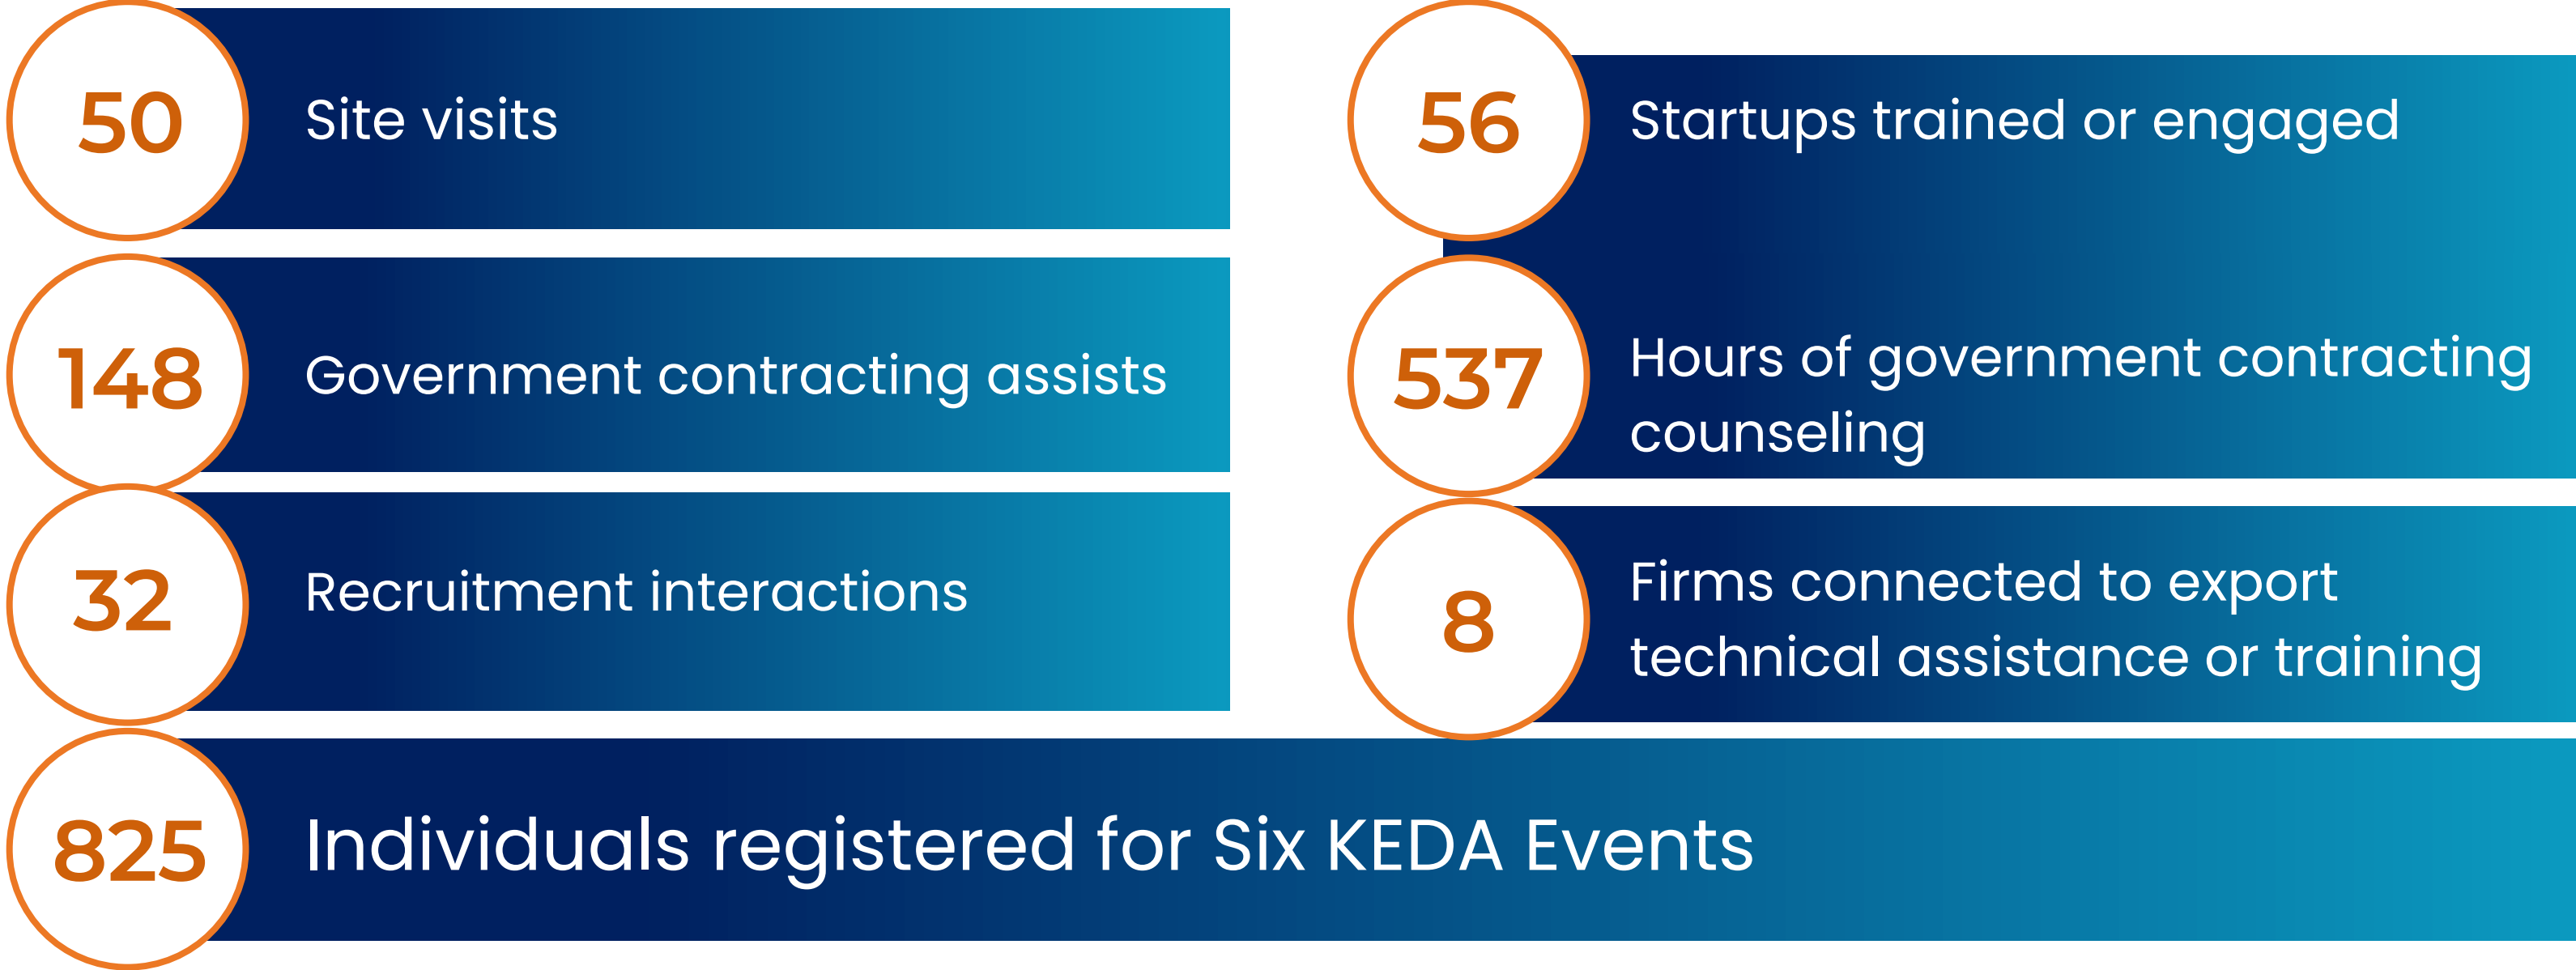 50
Site visits
148
Government contracting assists
32
Recruitment interactions
56
Startups trained or engaged
537
Hours of government contracting
counseling
8
Firms connected to export
technical assistance or training
825
Individuals registered for Six KEDA Events